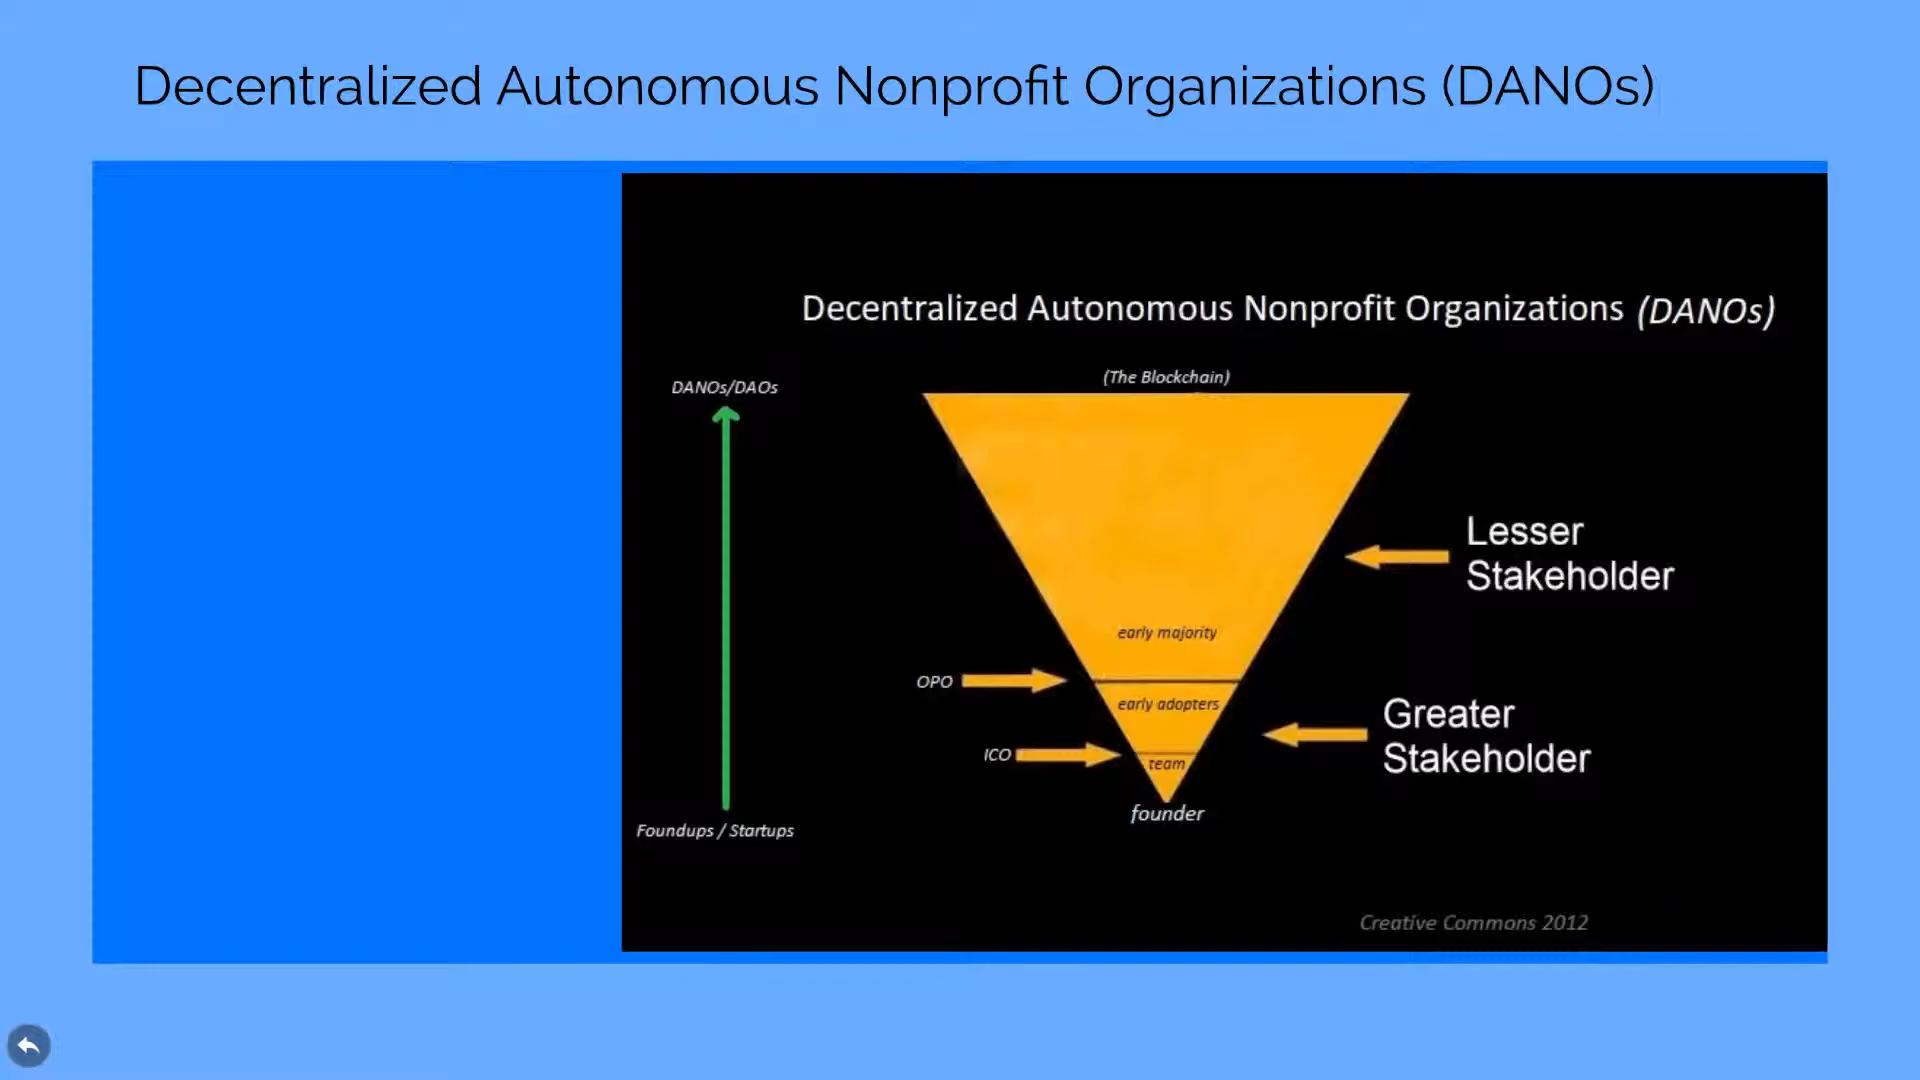 Decentralized Autonomous Nonprofit Organizations (DANOs)
Decentralized Autonomous Nonprofit Organizations (DANOs)
(The Blockchain)
DANOs/DAOs
Lesser
Stakeholder
early majority
OPO
early adopters
Greater
Stakeholder
ICO
team
founder
Foundups / Startups
Creative Commons 2012